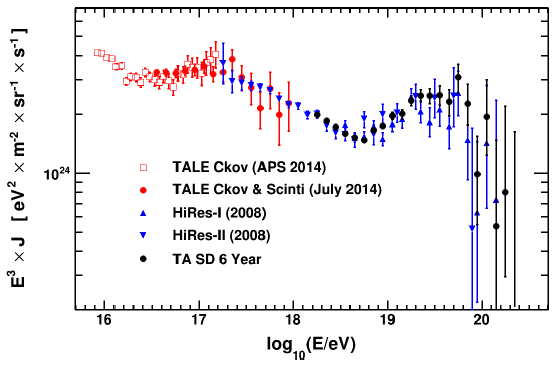 E³ × J [ eV² × m⁻² × sr⁻¹ × s⁻¹ ]
10²⁴
TALE Ckov (APS 2014)
TALE Ckov & Scinti (July 2014)
HiRes-I (2008)
HiRes-II (2008)
TA SD 6 Year
16 17 18 19 20
log₁₀(E/eV)